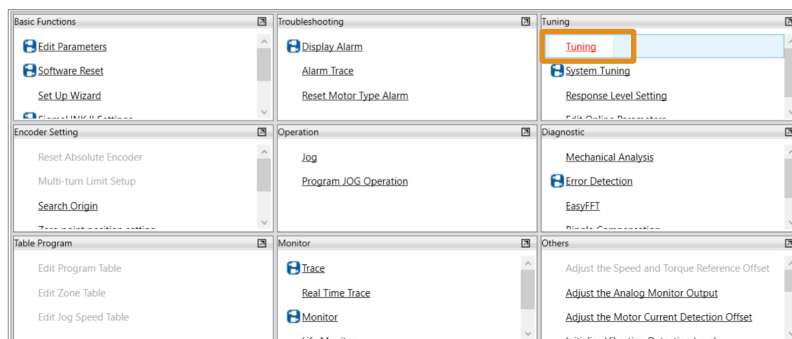 Basic Functions
Edit Parameters
Software Reset
Set Up Wizard
Troubleshooting
Display Alarm
Alarm Trace
Reset Motor Type Alarm
Tuning
Tuning
System Tuning
Response Level Setting
Encoder Setting
Reset Absolute Encoder
Multi-turn Limit Setup
Search Origin
Operation
Jog
Program JOG Operation
Diagnostic
Mechanical Analysis
Error Detection
EasyFFT
Table Program
Edit Program Table
Edit Zone Table
Edit Jog Speed Table
Monitor
Trace
Real Time Trace
Monitor
Others
Adjust the Speed and Torque Reference Offset
Adjust the Analog Monitor Output
Adjust the Motor Current Detection Offset